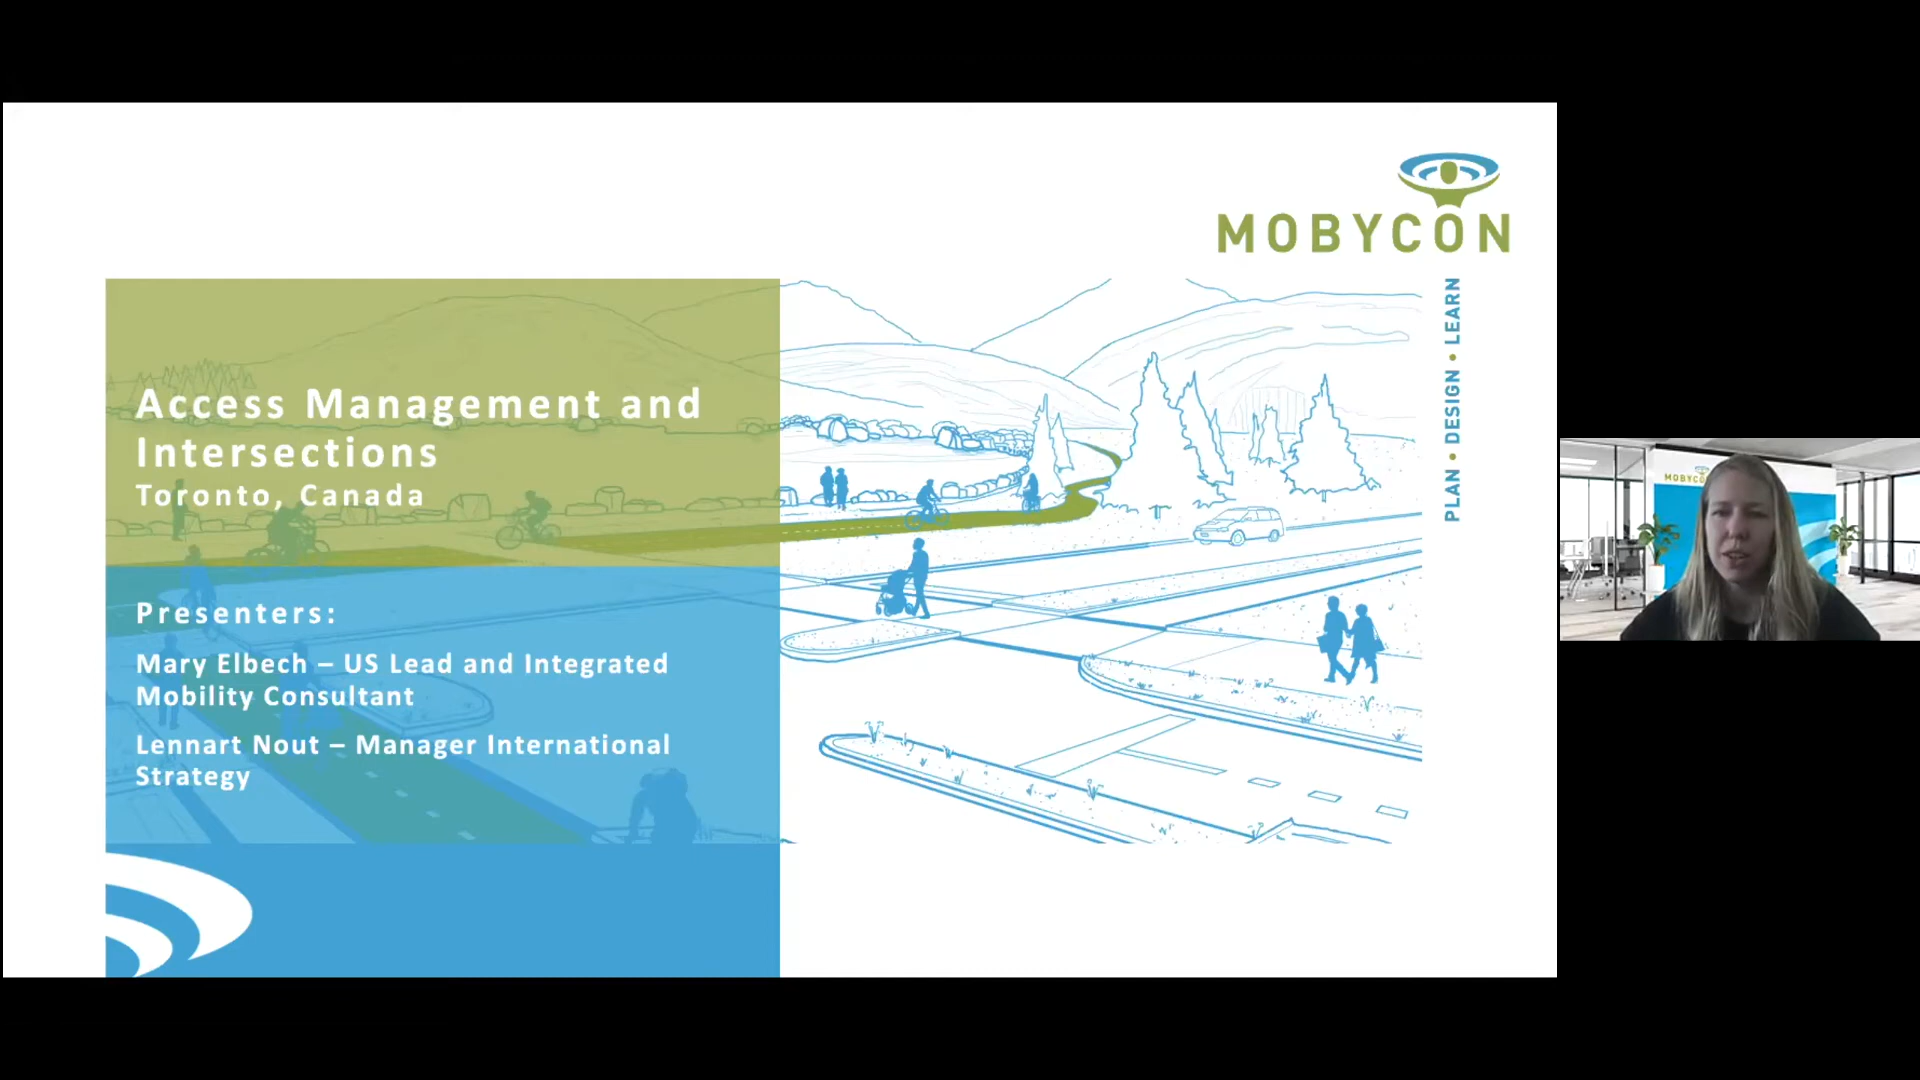 MOBYCON
PLAN • DESIGN • LEARN
Access Management and
Intersections
Toronto, Canada
Presenters:
Mary Elbech – US Lead and Integrated
Mobility Consultant
Lennart Nout – Manager International
Strategy
MOBYCON